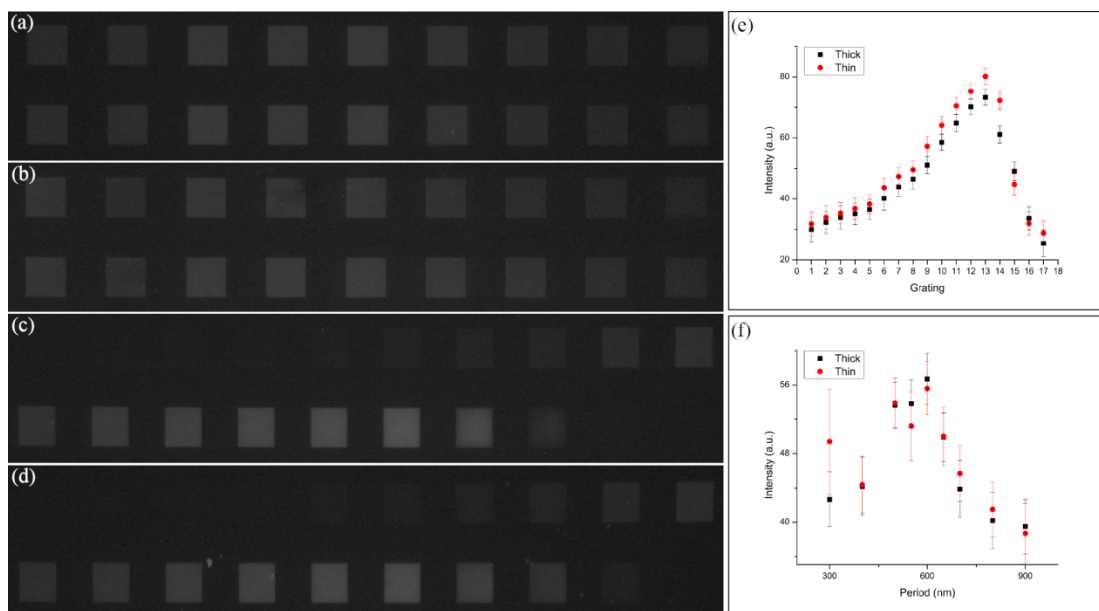 (a)
(b)
(c)
(d)
(e)
Thick
Thin
80
60
40
20
Intensity (a.u.)
0 1 2 3 4 5 6 7 8 9 10 11 12 13 14 15 16 17 18
Grating
(f)
Thick
Thin
56
48
40
Intensity (a.u.)
300 600 900
Period (nm)